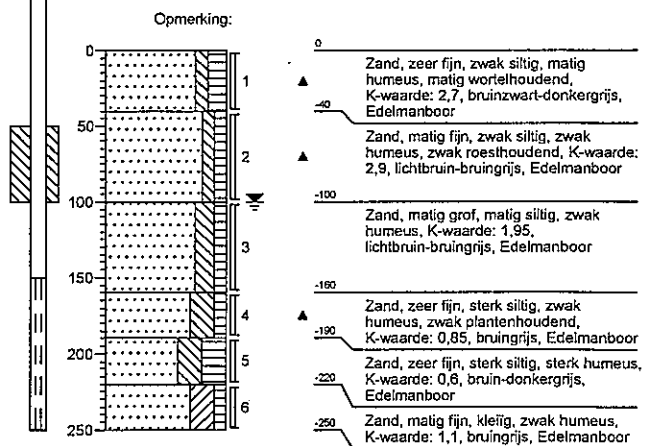 Opmerking:
0
50
100
150
200
250
1
2
3
4
5
6
0
Zand, zeer fijn, zwak siltig, matig
humeus, matig wortelhoudend,
K-waarde: 2,7, bruinzwart-donkergrijs,
Edelmanboor
-40
Zand, matig fijn, zwak siltig, zwak
humeus, zwak roesthoudend, K-waarde:
2,9, lichtbruin-bruingrijs, Edelmanboor
-100
Zand, matig grof, matig siltig, zwak
humeus, K-waarde: 1,95,
lichtbruin-bruingrijs, Edelmanboor
-160
Zand, zeer fijn, sterk siltig, zwak
humeus, zwak plantenhoudend,
K-waarde: 0,85, bruingrijs, Edelmanboor
-190
Zand, zeer fijn, sterk siltig, sterk humeus,
K-waarde: 0,6, bruin-donkergrijs,
Edelmanboor
-220
Zand, matig fijn, kleiïg, zwak humeus,
K-waarde: 1,1, bruingrijs, Edelmanboor
-250